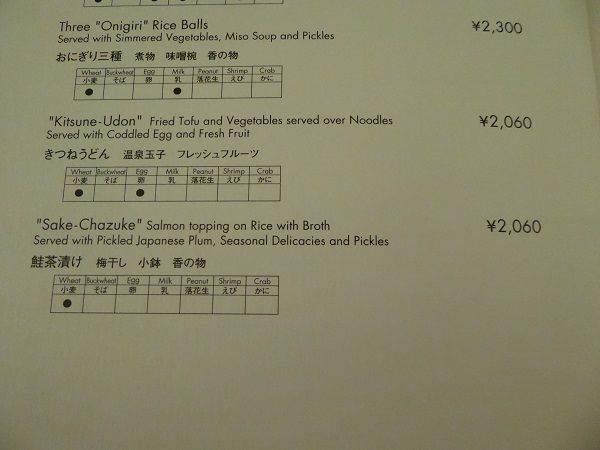 Three "Onigiri" Rice Balls ¥2,300
Served with Simmered Vegetables, Miso Soup and Pickles
おにぎり三種 煮物 味噌椀 香の物
Wheat Buckwheat Egg Milk Peanut Shrimp Crab
小麦 そば 卵 乳 落花生 えび かに
● ●
"Kitsune-Udon" Fried Tofu and Vegetables served over Noodles ¥2,060
Served with Coddled Egg and Fresh Fruit
きつねうどん 温泉玉子 フレッシュフルーツ
Wheat Buckwheat Egg Milk Peanut Shrimp Crab
小麦 そば 卵 乳 落花生 えび かに
● ●
"Sake-Chazuke" Salmon topping on Rice with Broth ¥2,060
Served with Pickled Japanese Plum, Seasonal Delicacies and Pickles
鮭茶漬け 梅干し 小鉢 香の物
Wheat Buckwheat Egg Milk Peanut Shrimp Crab
小麦 そば 卵 乳 落花生 えび かに
●